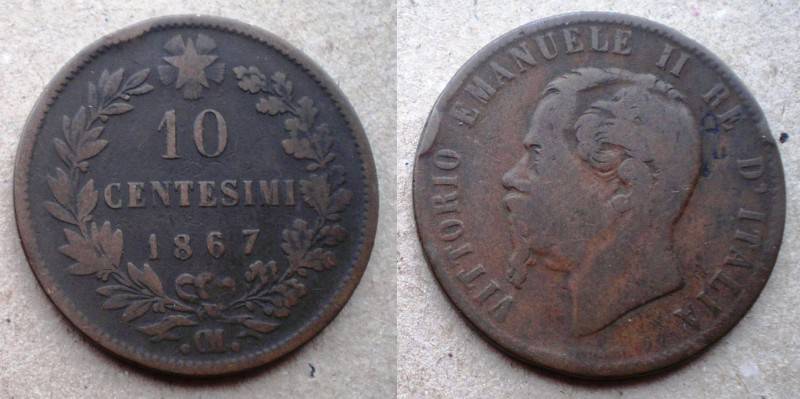 10
CENTESIMI
1867
.OM.
VITTORIO EMANUELE II RE D'ITALIA